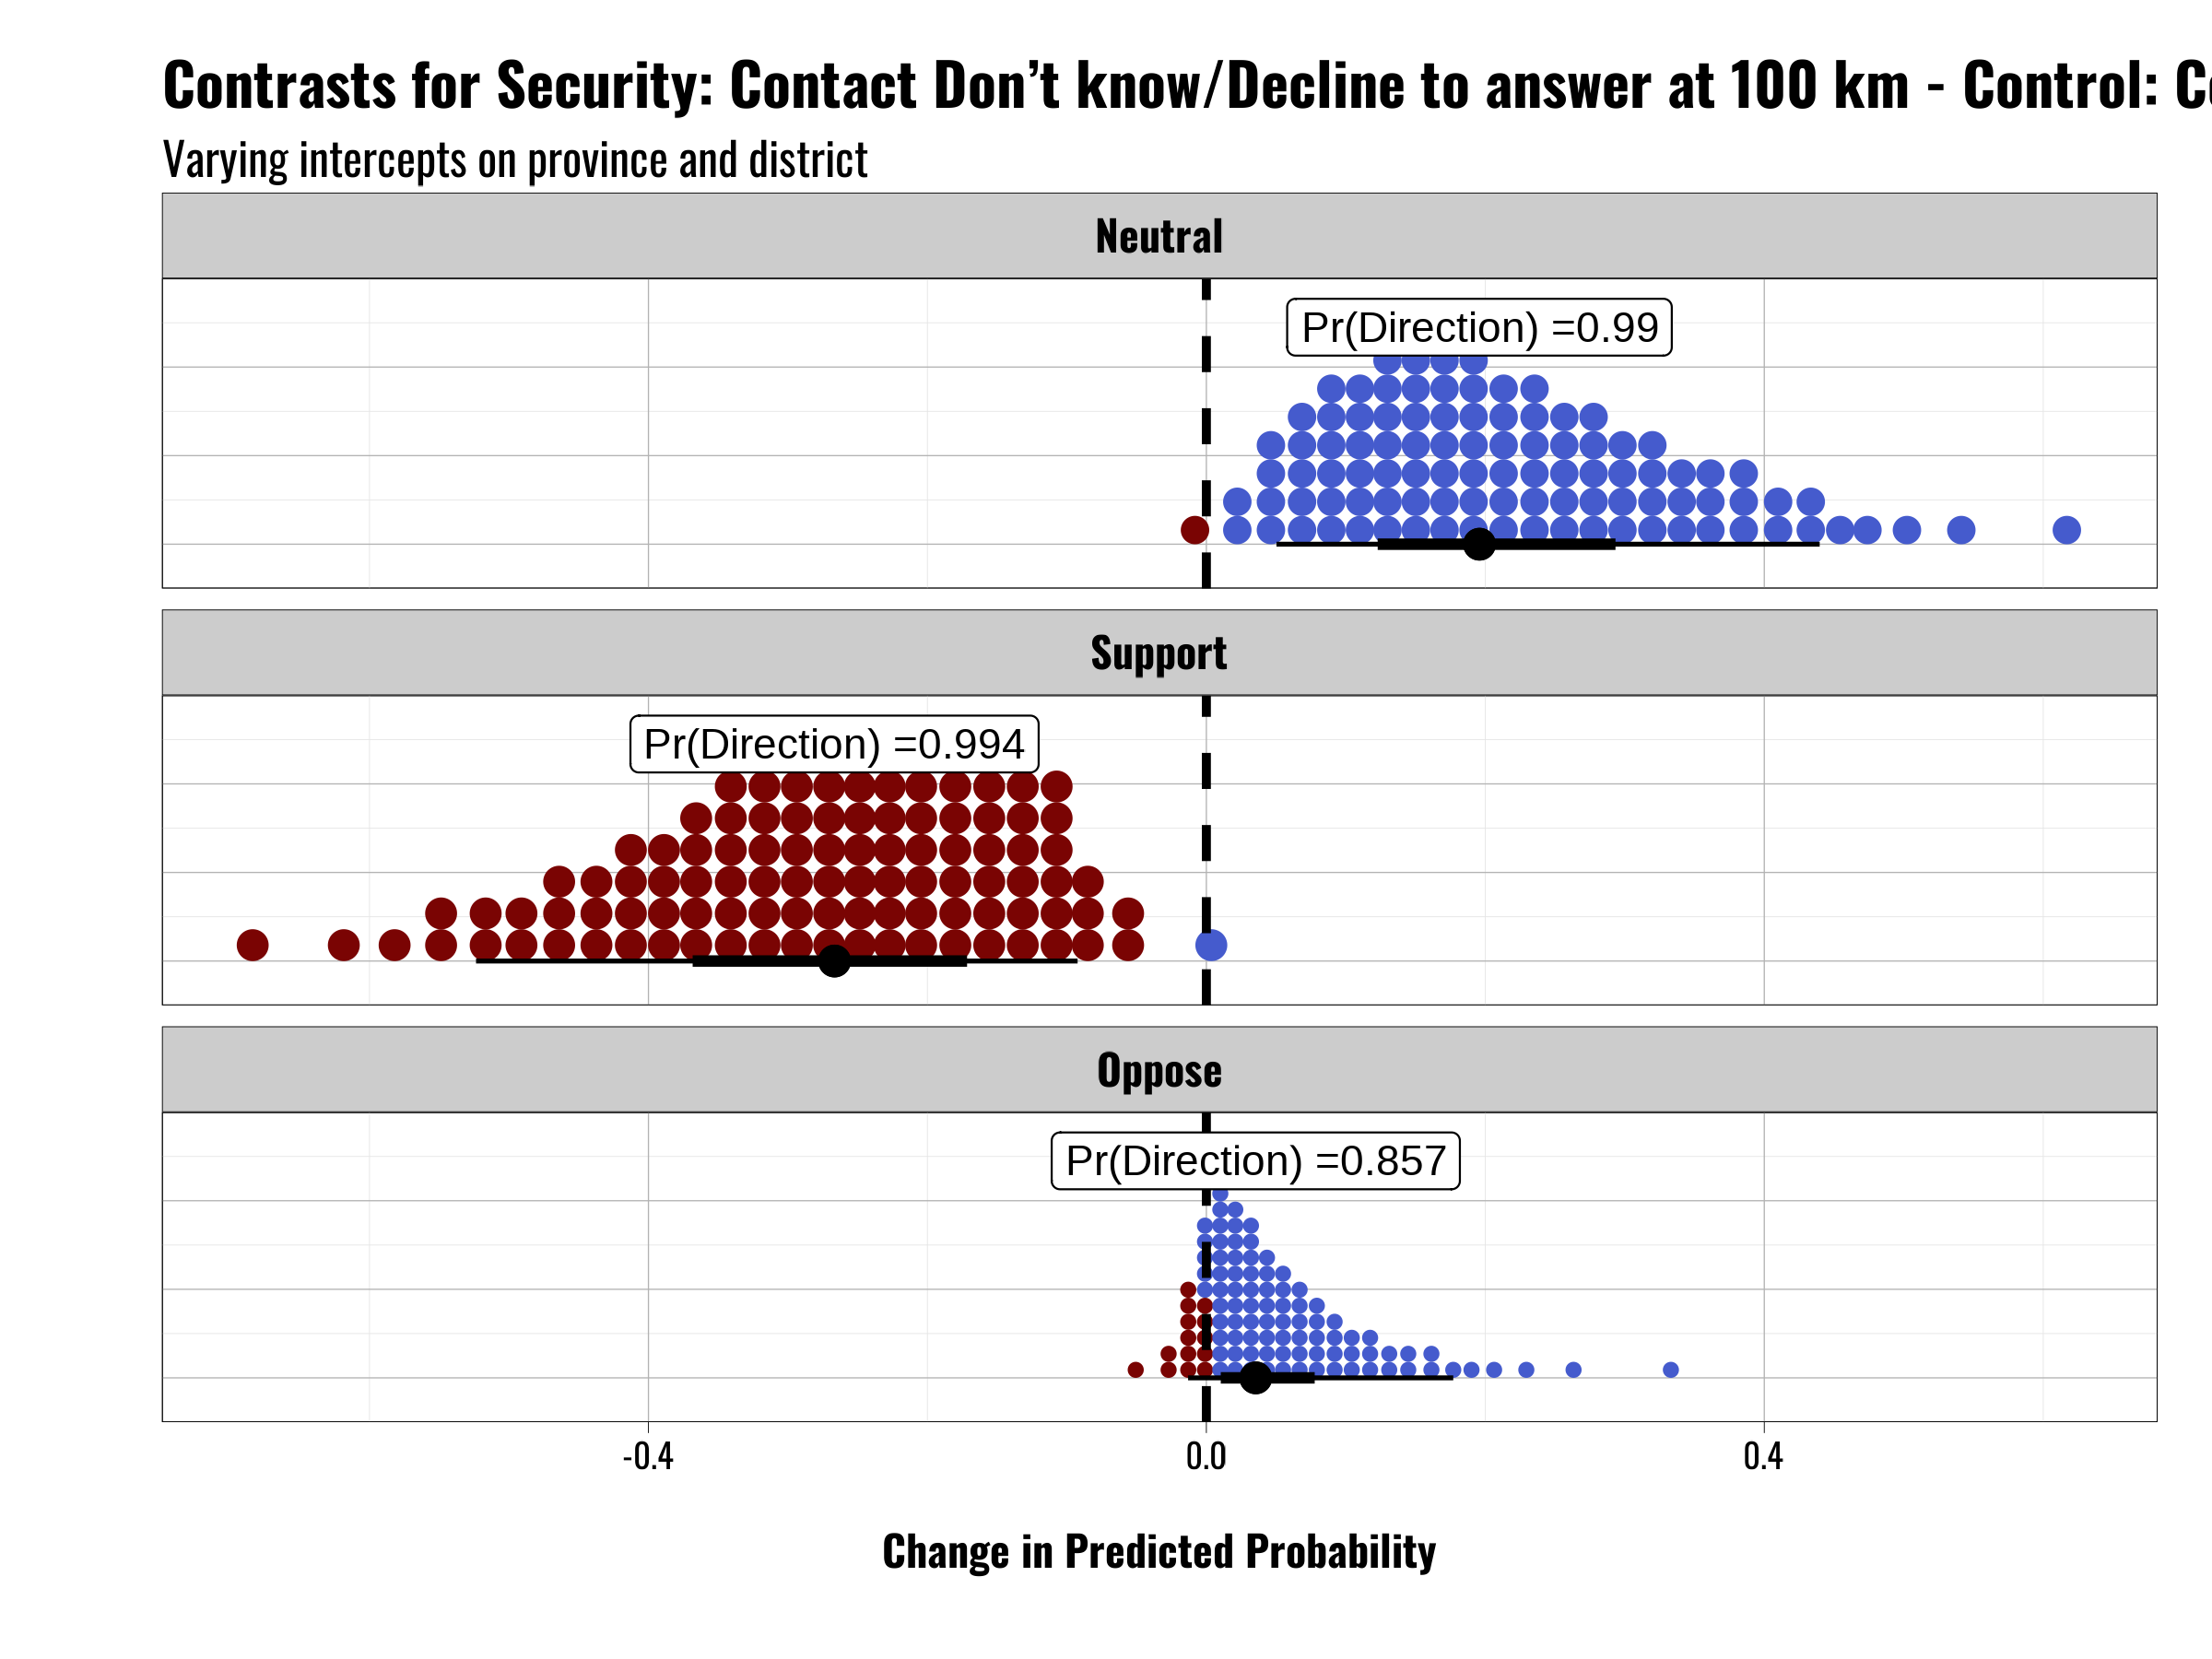 Contrasts for Security: Contact Don’t know/Decline to answer at 100 km - Control:
Varying intercepts on province and district
Neutral
Pr(Direction) =0.99
Support
Pr(Direction) =0.994
Oppose
Pr(Direction) =0.857
-0.4 0.0 0.4
Change in Predicted Probability